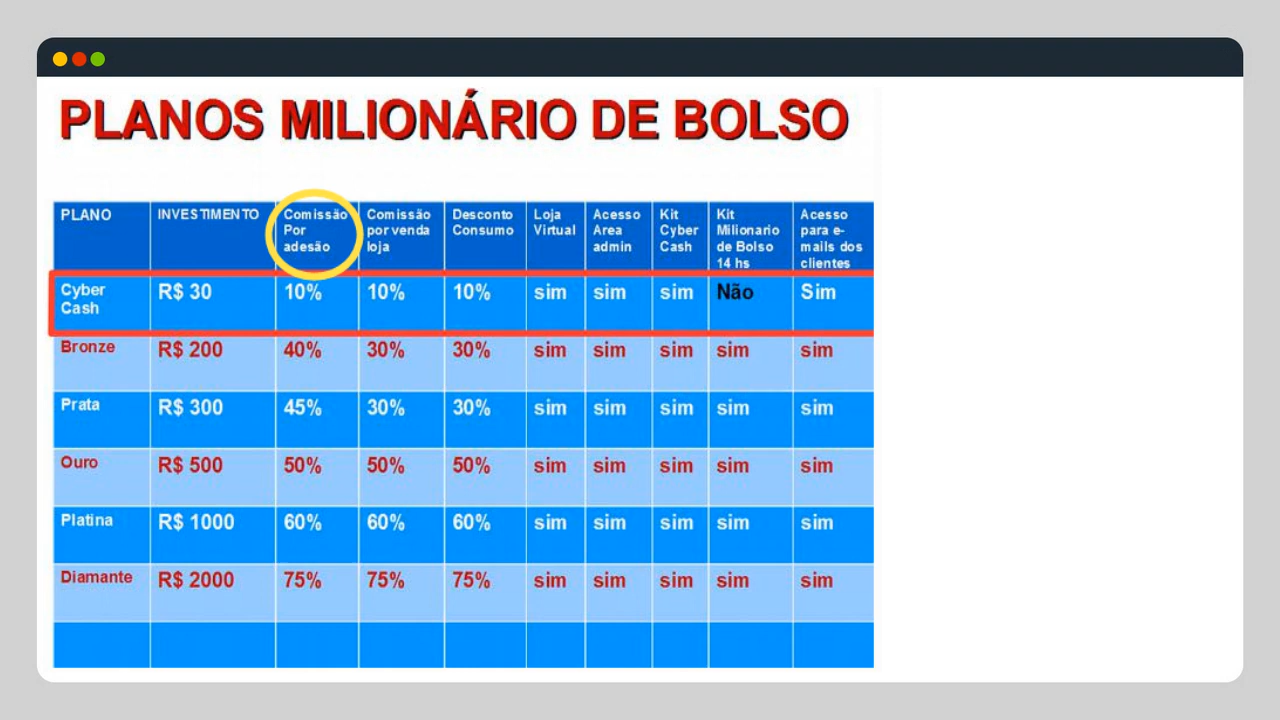 PLANOS MILIONÁRIO DE BOLSO
PLANO INVESTIMENTO Comissão Por adesão Comissão por venda loja Desconto Consumo Loja Virtual Acesso Area admin Kit Cyber Cash Kit Milionario de Bolso 14 hs Acesso para e-mails dos clientes
Cyber Cash R$ 30 10% 10% 10% sim sim sim Não Sim
Bronze R$ 200 40% 30% 30% sim sim sim sim sim
Prata R$ 300 45% 30% 30% sim sim sim sim sim
Ouro R$ 500 50% 50% 50% sim sim sim sim sim
Platina R$ 1000 60% 60% 60% sim sim sim sim sim
Diamante R$ 2000 75% 75% 75% sim sim sim sim sim